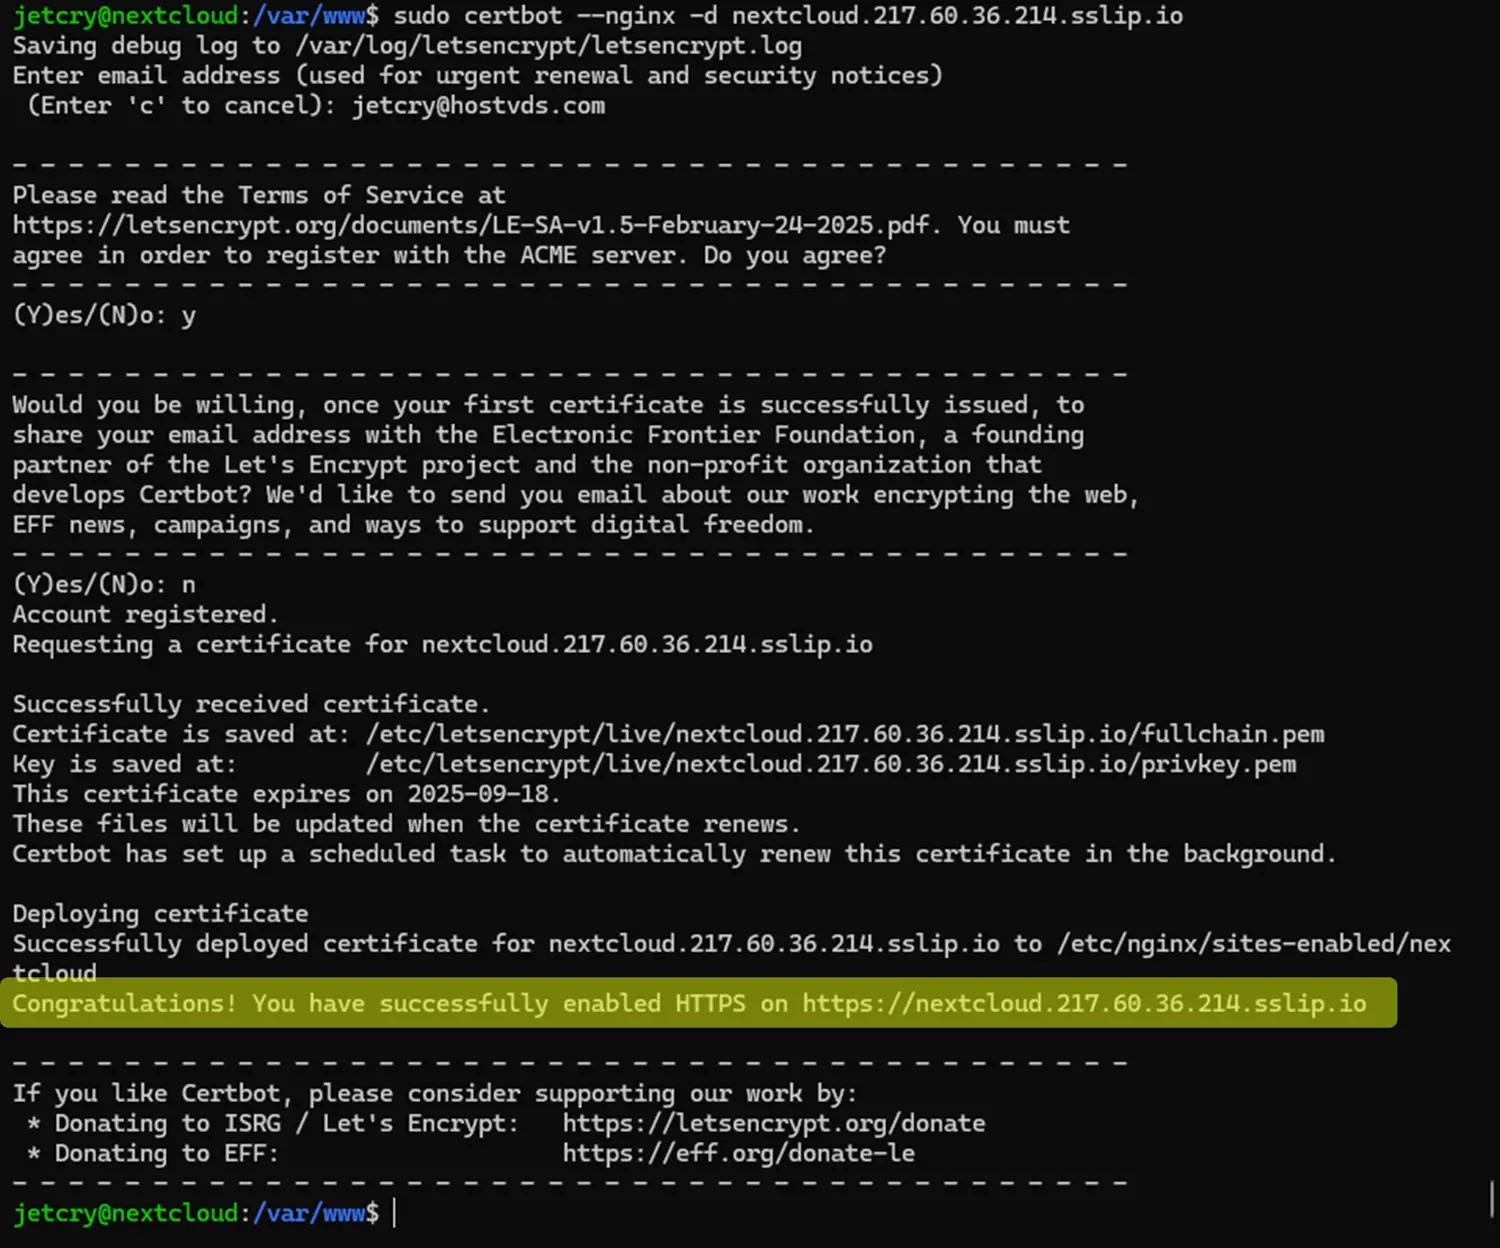 jetcry@nextcloud:/var/www$ sudo certbot --nginx -d nextcloud.217.60.36.214.sslip.io
Saving debug log to /var/log/letsencrypt/letsencrypt.log
Enter email address (used for urgent renewal and security notices)
 (Enter 'c' to cancel): jetcry@hostvds.com

- - - - - - - - - - - - - - - - - - - - - - - - - - - - - - - - - - - - - - - -
Please read the Terms of Service at
https://letsencrypt.org/documents/LE-SA-v1.5-February-24-2025.pdf. You must
agree in order to register with the ACME server. Do you agree?
- - - - - - - - - - - - - - - - - - - - - - - - - - - - - - - - - - - - - - - -
(Y)es/(N)o: y

- - - - - - - - - - - - - - - - - - - - - - - - - - - - - - - - - - - - - - - -
Would you be willing, once your first certificate is successfully issued, to
share your email address with the Electronic Frontier Foundation, a founding
partner of the Let's Encrypt project and the non-profit organization that
develops Certbot? We'd like to send you email about our work encrypting the web,
EFF news, campaigns, and ways to support digital freedom.
- - - - - - - - - - - - - - - - - - - - - - - - - - - - - - - - - - - - - - - -
(Y)es/(N)o: n
Account registered.
Requesting a certificate for nextcloud.217.60.36.214.sslip.io

Successfully received certificate.
Certificate is saved at: /etc/letsencrypt/live/nextcloud.217.60.36.214.sslip.io/fullchain.pem
Key is saved at:         /etc/letsencrypt/live/nextcloud.217.60.36.214.sslip.io/privkey.pem
This certificate expires on 2025-09-18.
These files will be updated when the certificate renews.
Certbot has set up a scheduled task to automatically renew this certificate in the background.

Deploying certificate
Successfully deployed certificate for nextcloud.217.60.36.214.sslip.io to /etc/nginx/sites-enabled/nex
tcloud
Congratulations! You have successfully enabled HTTPS on https://nextcloud.217.60.36.214.sslip.io

- - - - - - - - - - - - - - - - - - - - - - - - - - - - - - - - - - - - - - - -
If you like Certbot, please consider supporting our work by:
 * Donating to ISRG / Let's Encrypt:   https://letsencrypt.org/donate
 * Donating to EFF:                    https://eff.org/donate-le
- - - - - - - - - - - - - - - - - - - - - - - - - - - - - - - - - - - - - - - -
jetcry@nextcloud:/var/www$